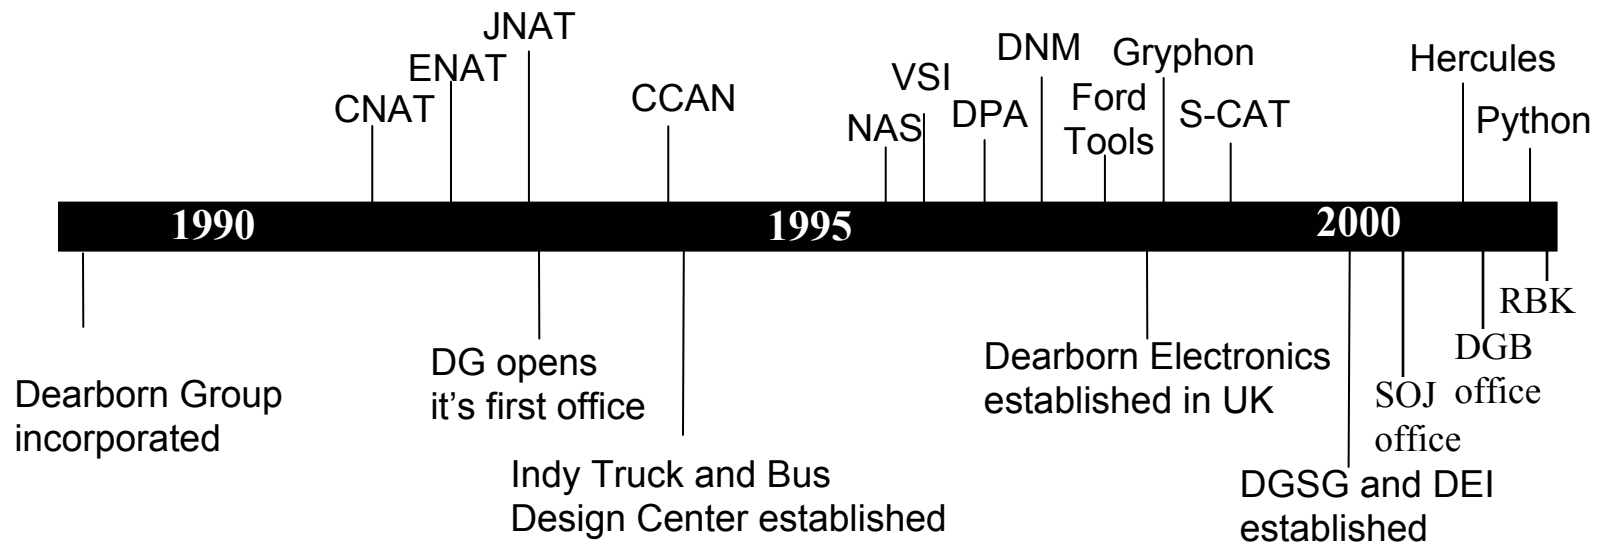 JNAT
ENAT
CNAT
CCAN
NAS
VSI
DPA
DNM
Ford
Tools
Gryphon
S-CAT
Hercules
Python
1990
1995
2000
Dearborn Group
incorporated
DG opens
it’s first office
Indy Truck and Bus
Design Center established
Dearborn Electronics
established in UK
DGSG and DEI
established
SOJ
office
DGB
office
RBK